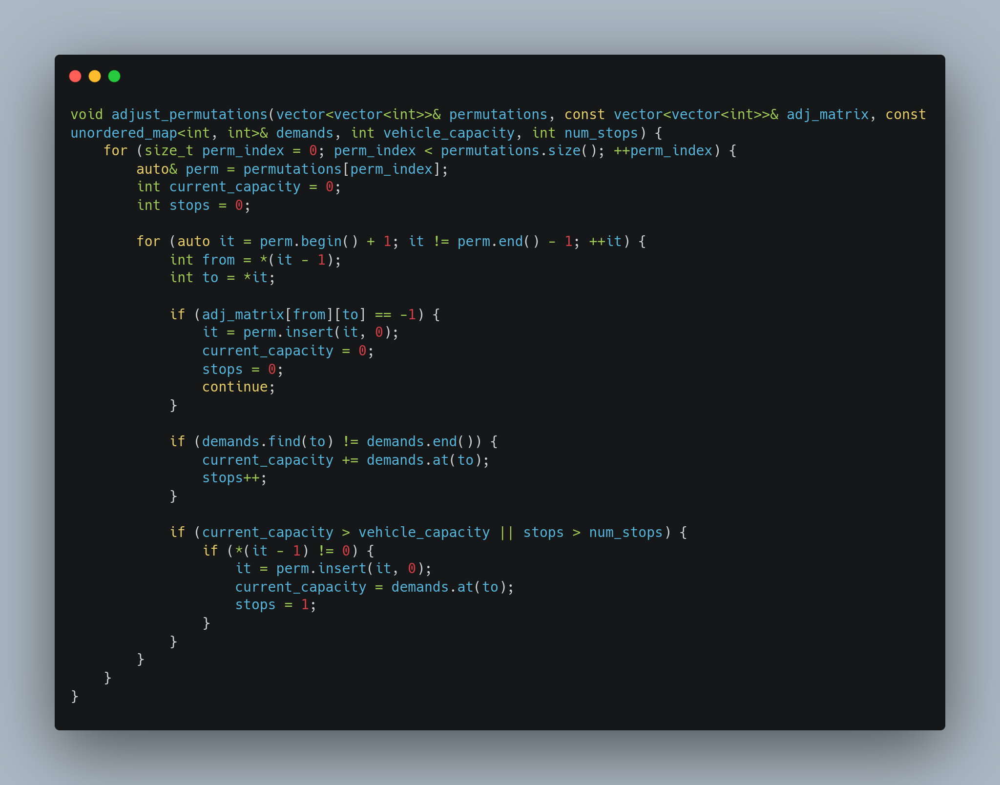 void adjust_permutations(vector<vector<int>>& permutations, const vector<vector<int>>& adj_matrix, const
unordered_map<int, int>& demands, int vehicle_capacity, int num_stops) {
    for (size_t perm_index = 0; perm_index < permutations.size(); ++perm_index) {
        auto& perm = permutations[perm_index];
        int current_capacity = 0;
        int stops = 0;

        for (auto it = perm.begin() + 1; it != perm.end() - 1; ++it) {
            int from = *(it - 1);
            int to = *it;

            if (adj_matrix[from][to] == -1) {
                it = perm.insert(it, 0);
                current_capacity = 0;
                stops = 0;
                continue;
            }

            if (demands.find(to) != demands.end()) {
                current_capacity += demands.at(to);
                stops++;
            }

            if (current_capacity > vehicle_capacity || stops > num_stops) {
                if (*(it - 1) != 0) {
                    it = perm.insert(it, 0);
                    current_capacity = demands.at(to);
                    stops = 1;
                }
            }
        }
    }
}